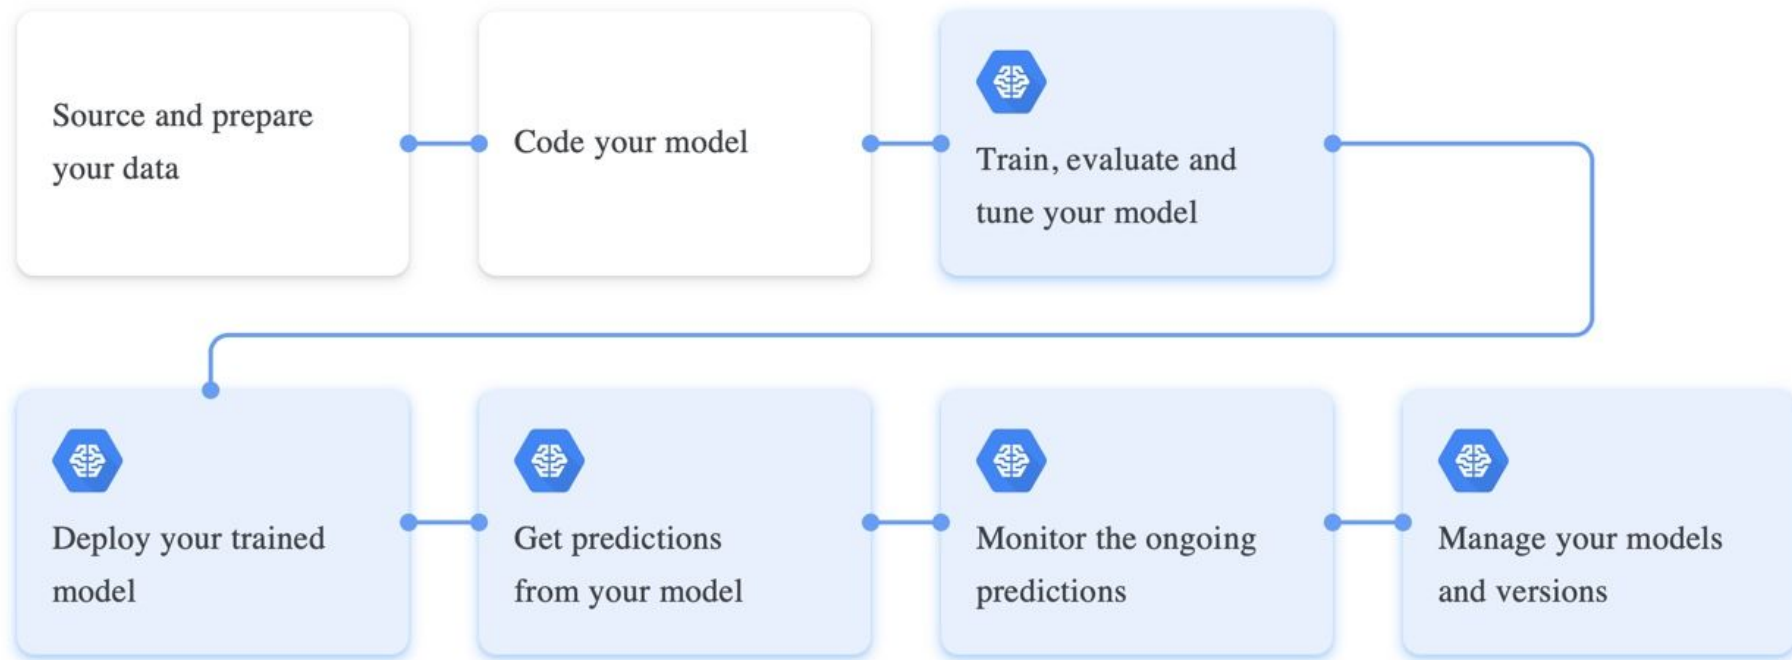 Source and prepare
your data
Code your model
Train, evaluate and
tune your model
Deploy your trained
model
Get predictions
from your model
Monitor the ongoing
predictions
Manage your models
and versions